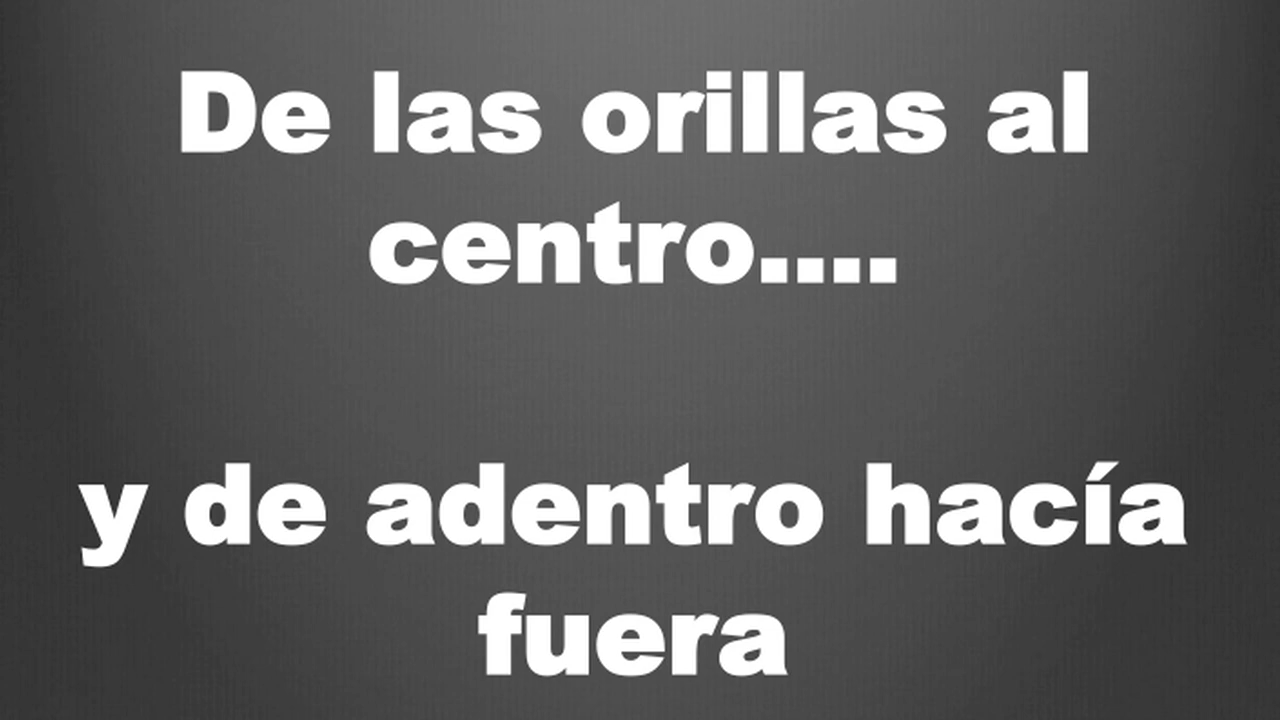 De las orillas al
centro....
y de adentro hacía
fuera